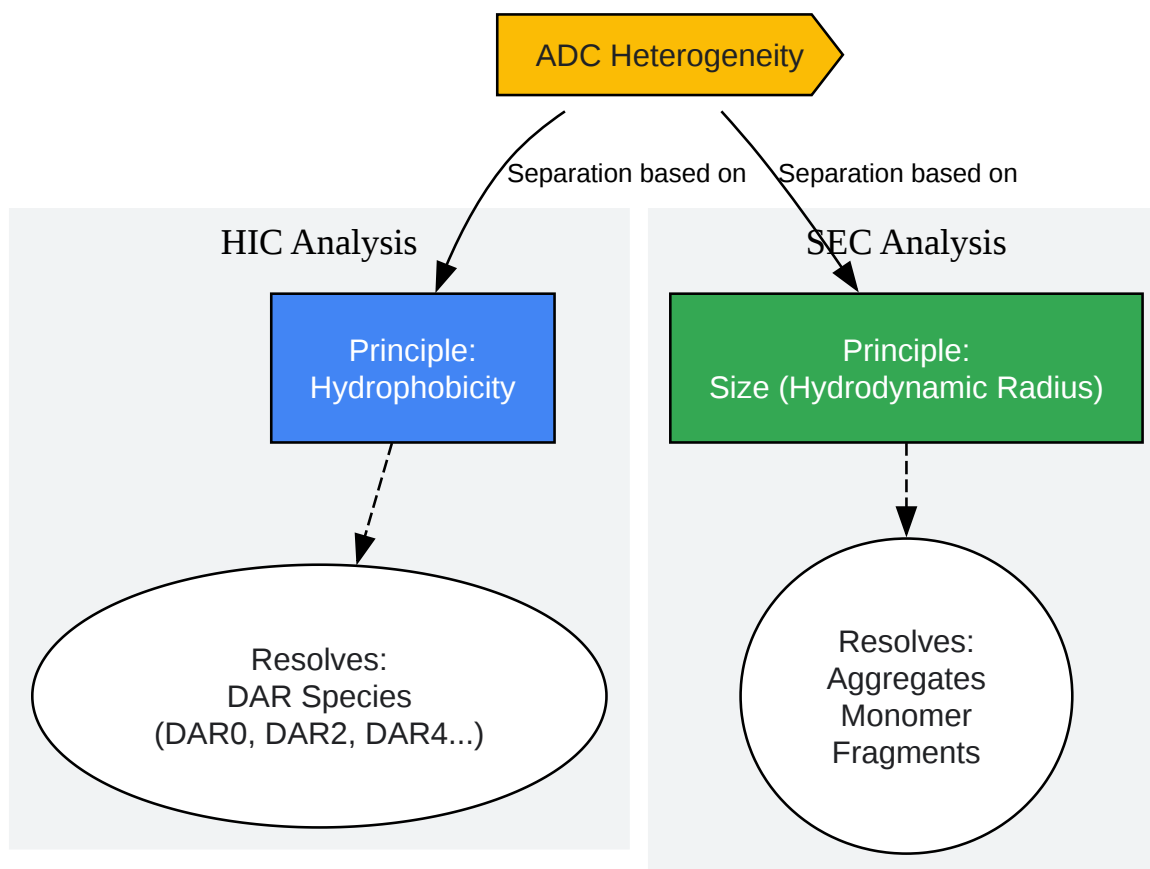 ADC Heterogeneity
Separation based on
Separation based on
HIC Analysis
SEC Analysis
Principle:
Hydrophobicity
Principle:
Size (Hydrodynamic Radius)
Resolves:
DAR Species
(DAR0, DAR2, DAR4...)
Resolves:
Aggregates
Monomer
Fragments